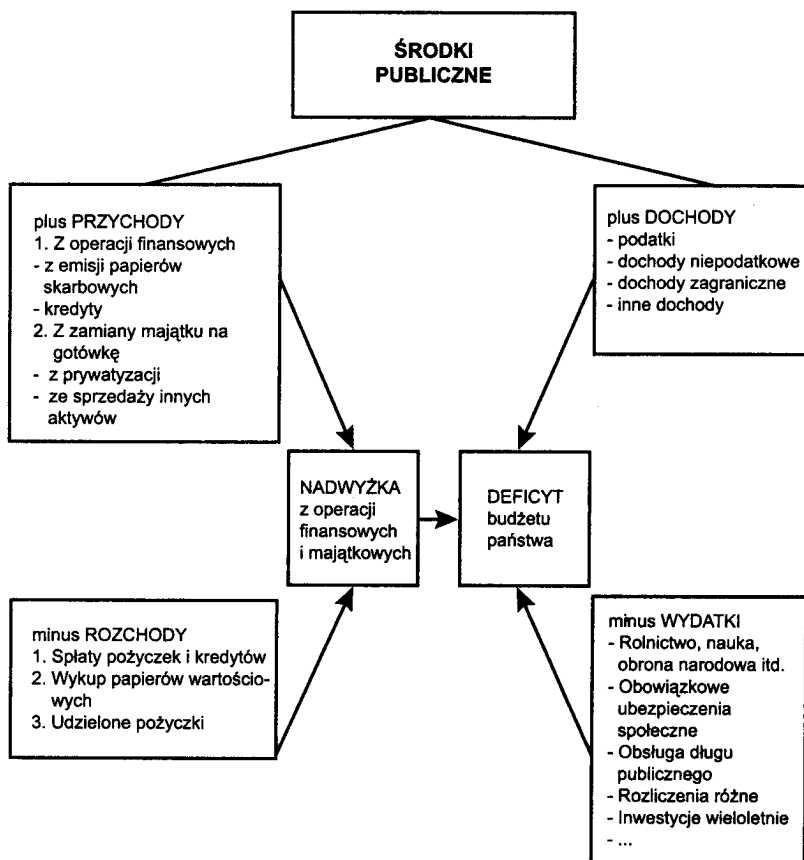 ŚRODKI
PUBLICZNE
plus PRZYCHODY
1. Z operacji finansowych
- z emisji papierów
skarbowych
- kredyty
2. Z zamiany majątku na
gotówkę
- z prywatyzacji
- ze sprzedaży innych
aktywów
plus DOCHODY
- podatki
- dochody niepodatkowe
- dochody zagraniczne
- inne dochody
NADWYŻKA
z operacji
finansowych
i majątkowych
DEFICYT
budżetu
państwa
minus ROZCHODY
1. Spłaty pożyczek i kredytów
2. Wykup papierów wartościo-
wych
3. Udzielone pożyczki
minus WYDATKI
- Rolnictwo, nauka,
obrona narodowa itd.
- Obowiązkowe
ubezpieczenia
społeczne
- Obsługa długu
publicznego
- Rozliczenia różne
- Inwestycje wieloletnie
- ...